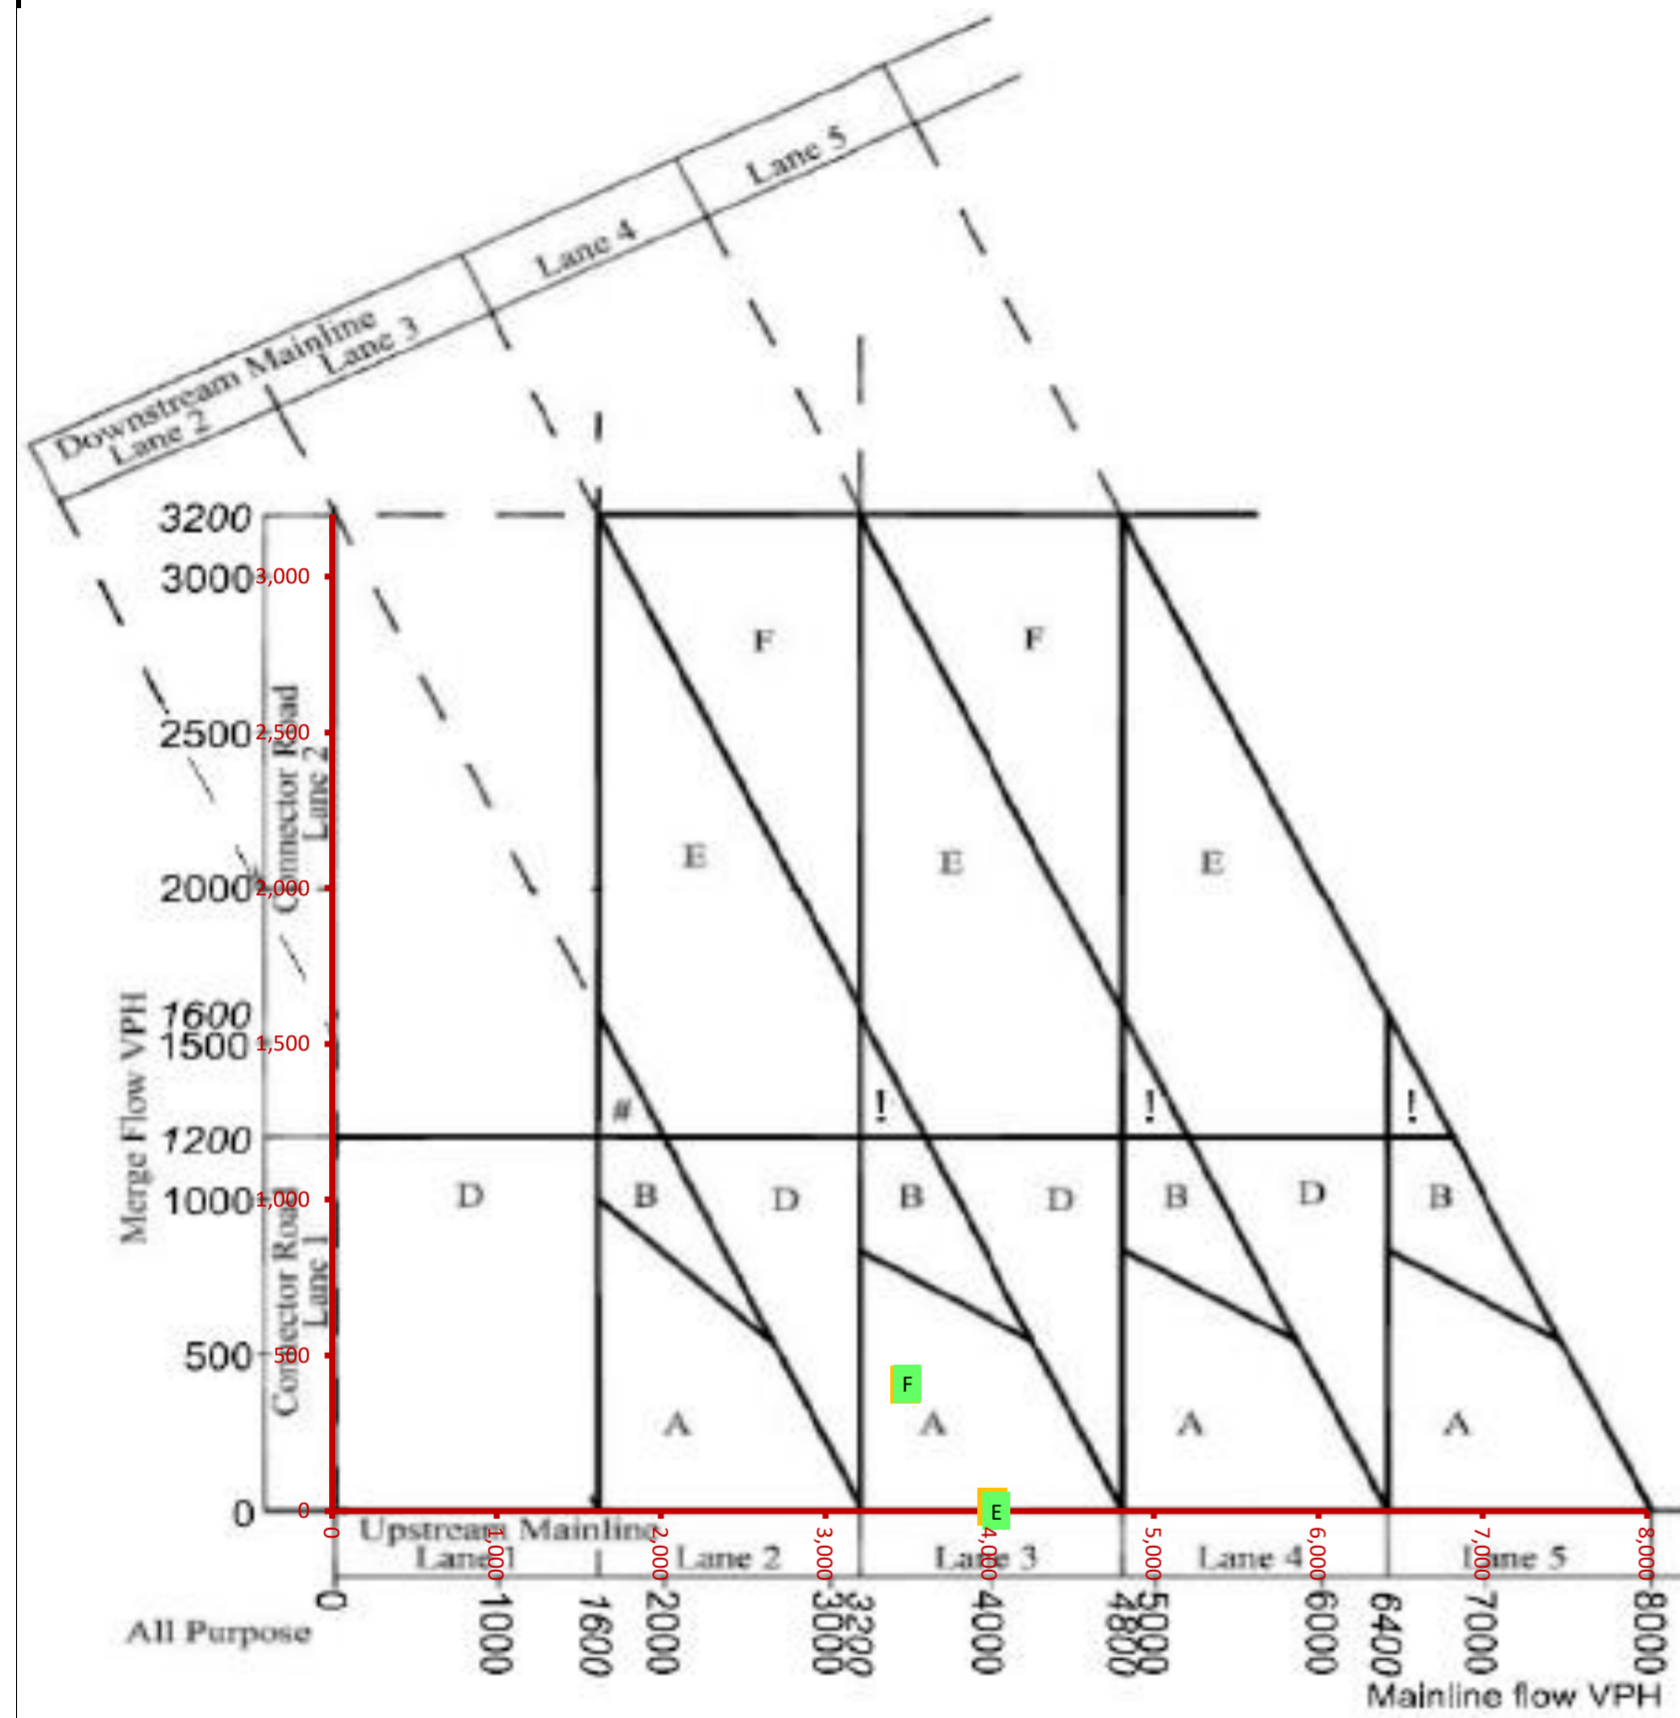 Lane 5
Lane 4
Downstream Mainline
Lane 3
Lane 2
3200
3000
3,000
F
F
2500
2,500
Connector Road
Lane 2
E
E
E
2000
2,000
Merge Flow VPH
1600
1500
1,500
#
!
!
!
1200
1000
1,000
D
B
D
B
D
B
D
B
Connector Road
Lane 1
500
500
F
A
A
A
A
0
0
E
0
1,000
2,000
3,000
4,000
5,000
6,000
7,000
8,000
Upstream Mainline
Lane 1
Lane 2
Lane 3
Lane 4
Lane 5
0
1000
1600
2000
3000
3200
4000
4800
5000
6000
6400
7000
8000
All Purpose
Mainline flow VPH